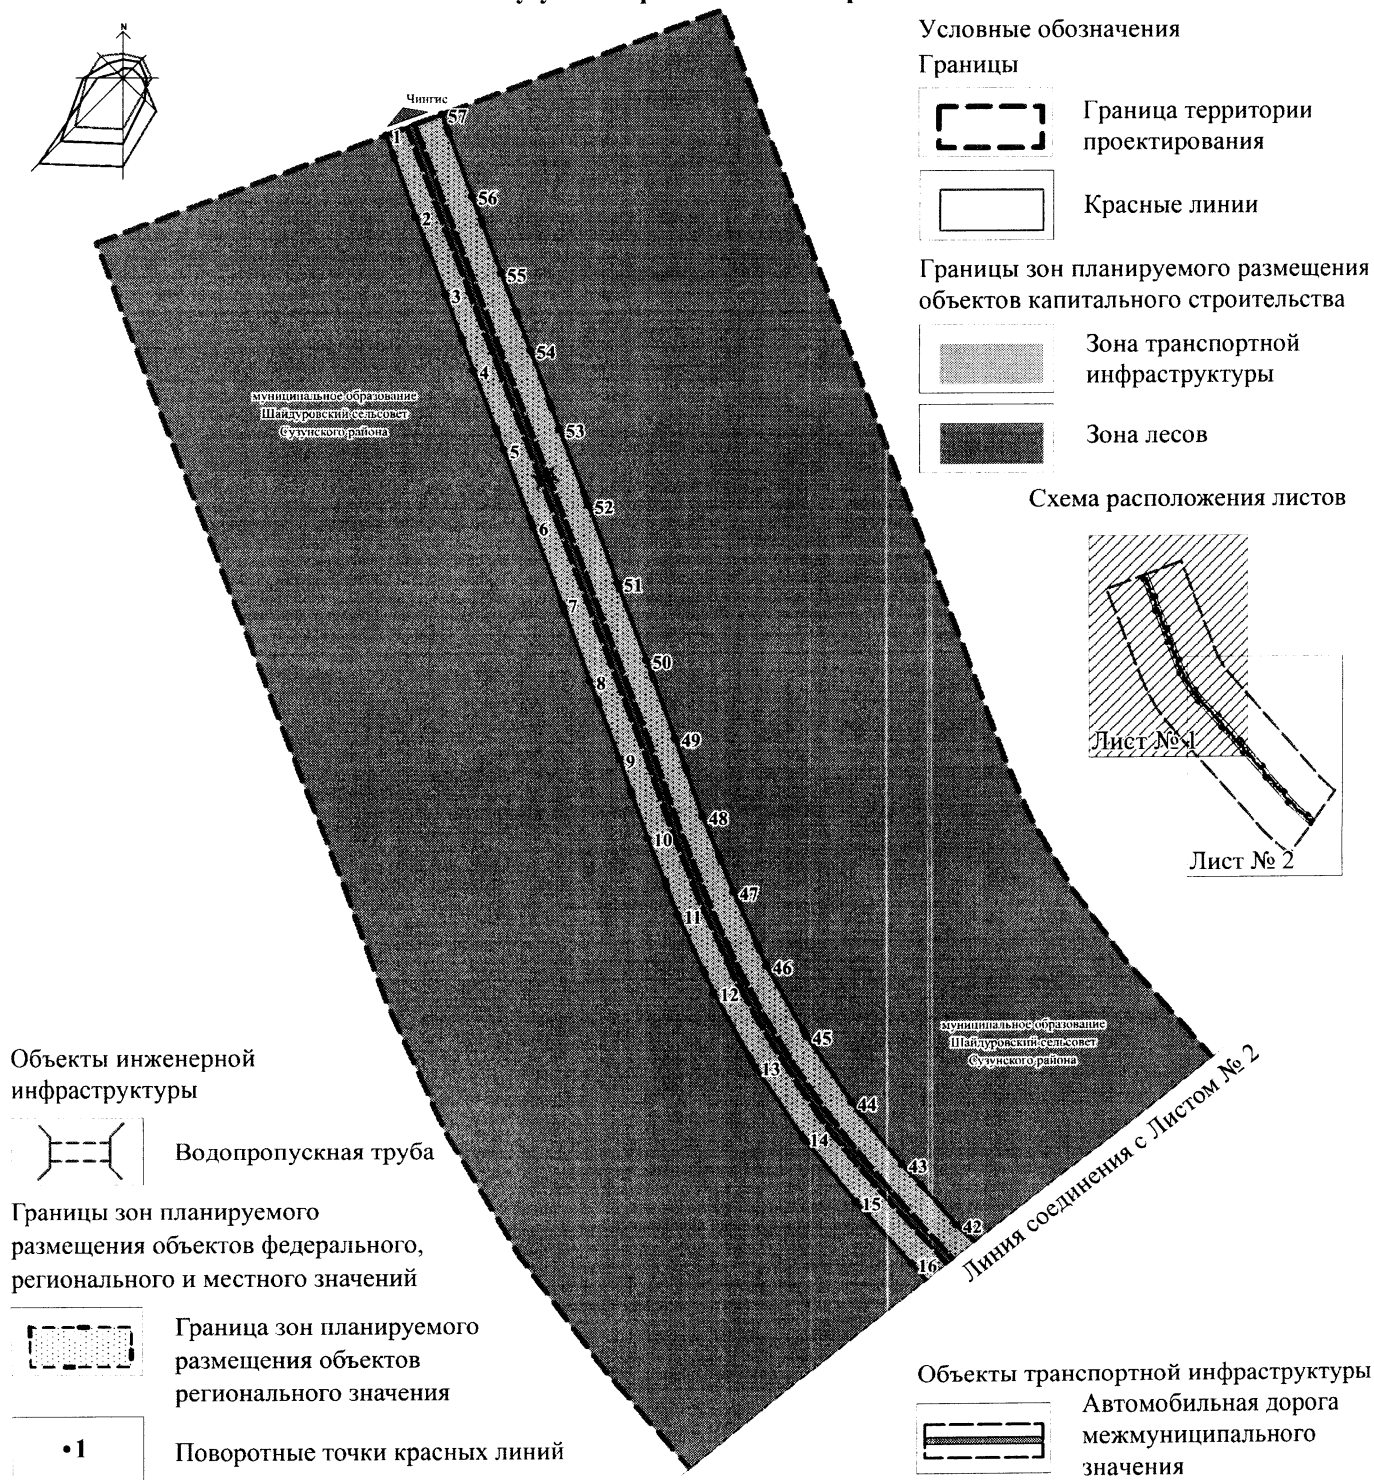 N
Чингис
Условные обозначения
Границы
Граница территории
проектирования
Красные линии
Границы зон планируемого размещения
объектов капитального строительства
Зона транспортной
инфраструктуры
Зона лесов
Схема расположения листов
Лист № 1
Лист № 2
муниципальное образование
Шайдуровский сельсовет
Сузунского района
1
2
3
4
5
6
7
8
9
10
11
12
13
14
15
16
57
56
55
54
53
52
51
50
49
48
47
46
45
44
43
42
муниципальное образование
Шайдуровский сельсовет
Сузунского района
Линия соединения с Листом № 2
Объекты инженерной
инфраструктуры
Водопропускная труба
Границы зон планируемого
размещения объектов федерального,
регионального и местного значений
Граница зон планируемого
размещения объектов
регионального значения
•1
Поворотные точки красных линий
Объекты транспортной инфраструктуры
Автомобильная дорога
межмуниципального
значения